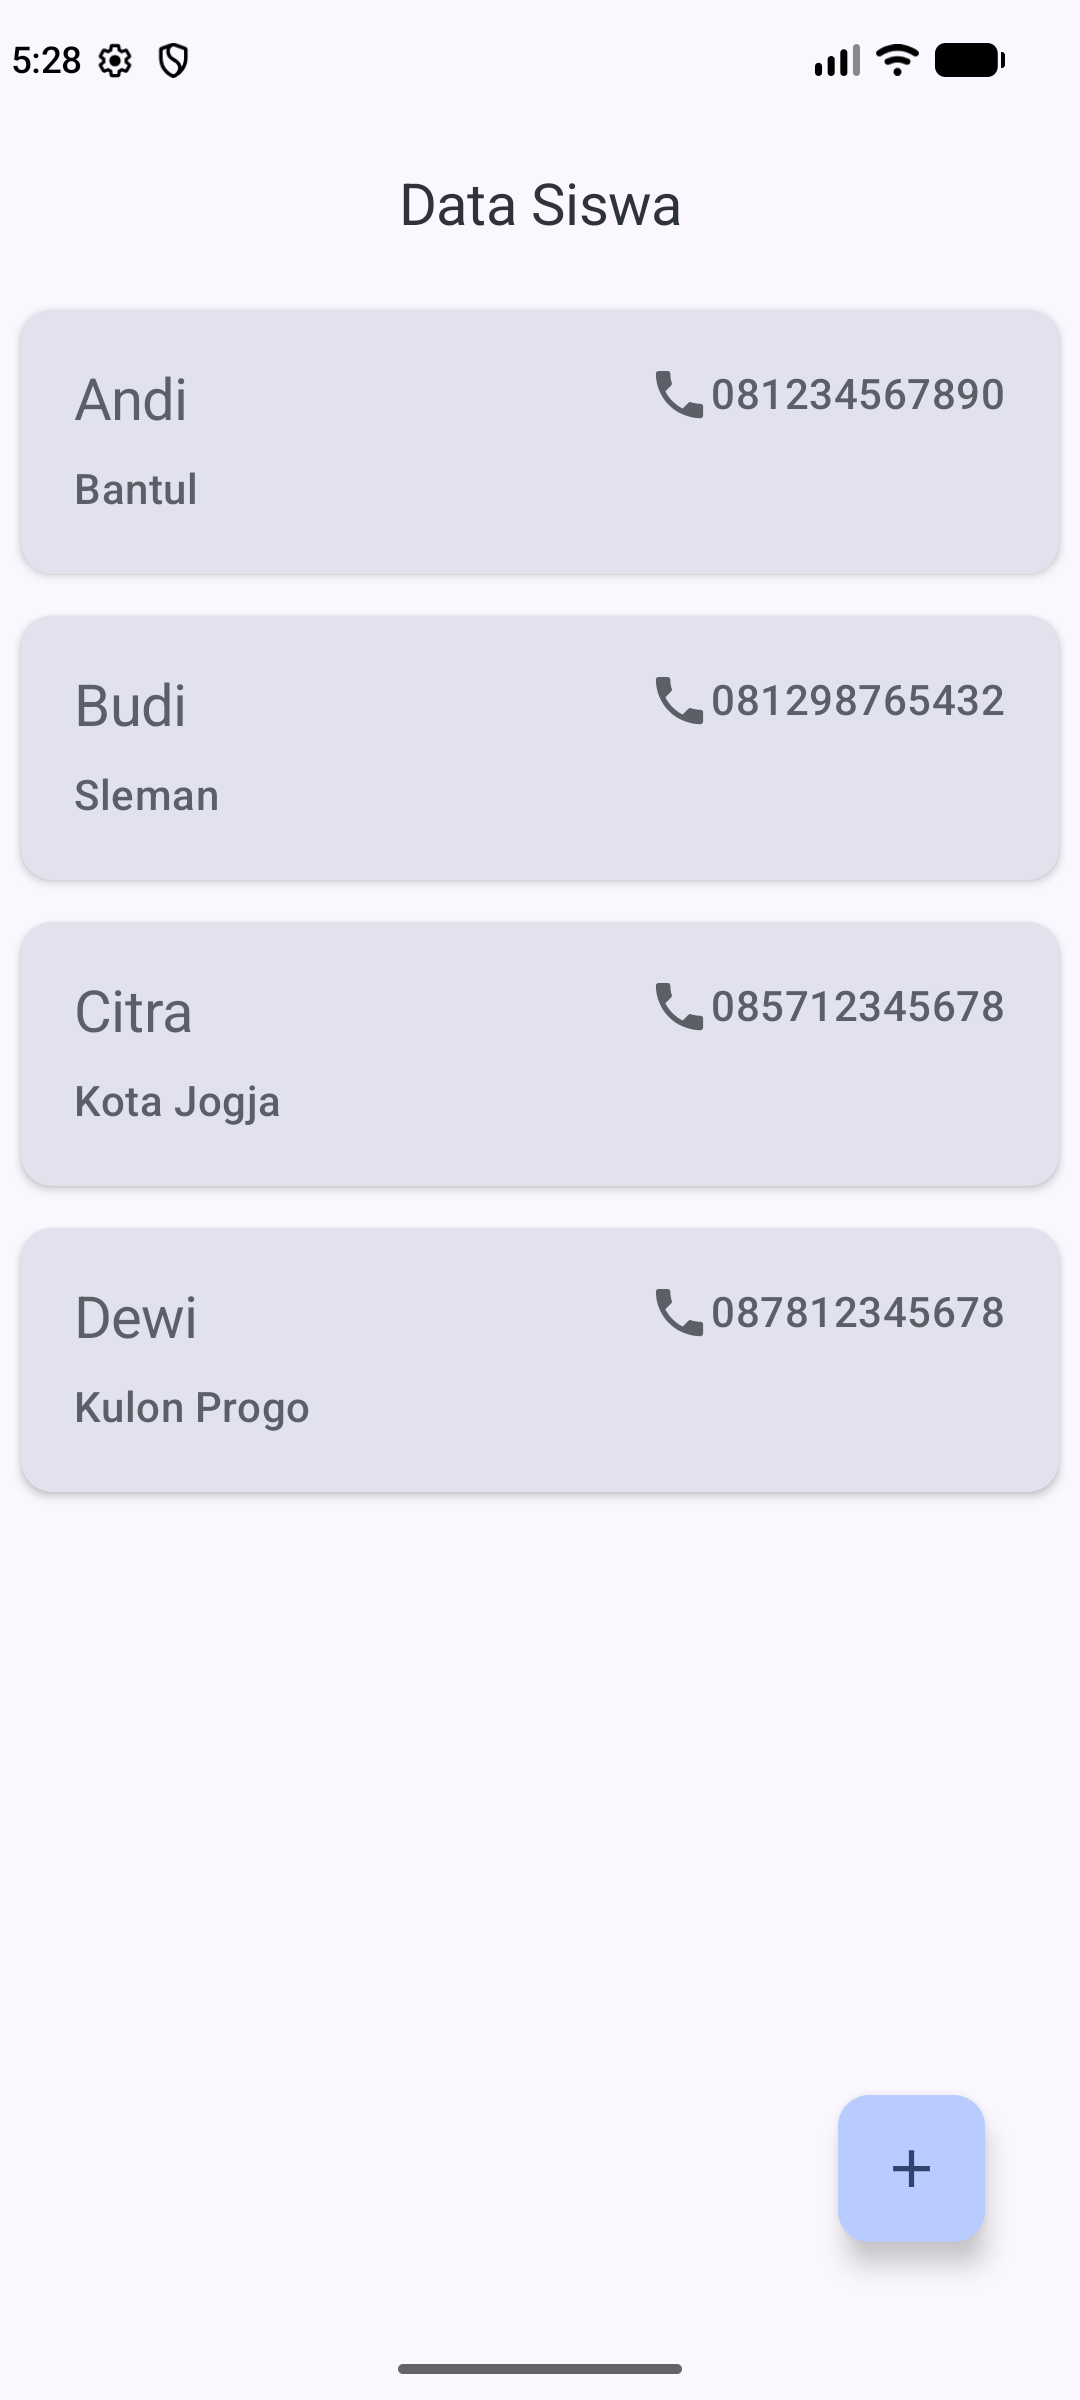 5:28
Data Siswa
Andi
081234567890
Bantul
Budi
081298765432
Sleman
Citra
085712345678
Kota Jogja
Dewi
087812345678
Kulon Progo
+